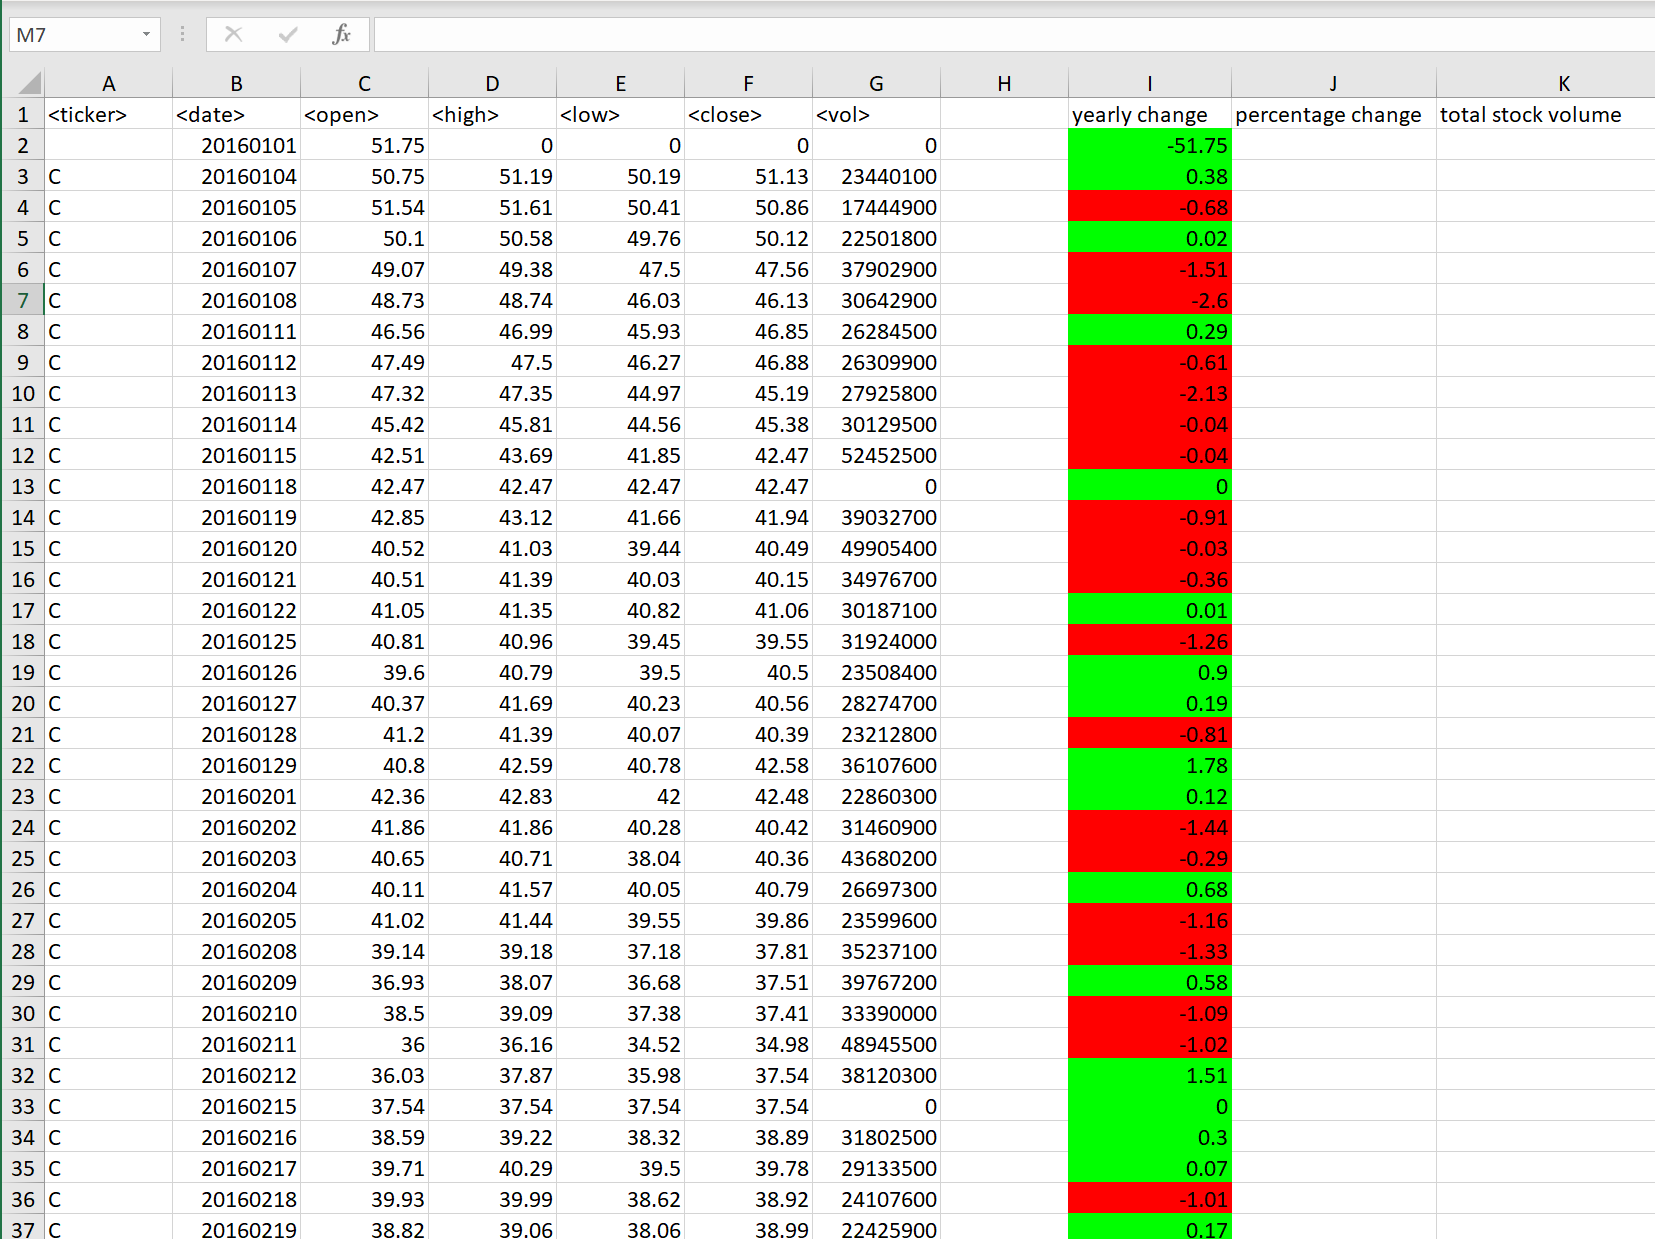 M7 fx
A B C D E F G H I J K
1 <ticker> <date> <open> <high> <low> <close> <vol> yearly change percentage change total stock volume
2 20160101 51.75 0 0 0 0 -51.75
3 C 20160104 50.75 51.19 50.19 51.13 23440100 0.38
4 C 20160105 51.54 51.61 50.41 50.86 17444900 -0.68
5 C 20160106 50.1 50.58 49.76 50.12 22501800 0.02
6 C 20160107 49.07 49.38 47.5 47.56 37902900 -1.51
7 C 20160108 48.73 48.74 46.03 46.13 30642900 -2.6
8 C 20160111 46.56 46.99 45.93 46.85 26284500 0.29
9 C 20160112 47.49 47.5 46.27 46.88 26309900 -0.61
10 C 20160113 47.32 47.35 44.97 45.19 27925800 -2.13
11 C 20160114 45.42 45.81 44.56 45.38 30129500 -0.04
12 C 20160115 42.51 43.69 41.85 42.47 52452500 -0.04
13 C 20160118 42.47 42.47 42.47 42.47 0 0
14 C 20160119 42.85 43.12 41.66 41.94 39032700 -0.91
15 C 20160120 40.52 41.03 39.44 40.49 49905400 -0.03
16 C 20160121 40.51 41.39 40.03 40.15 34976700 -0.36
17 C 20160122 41.05 41.35 40.82 41.06 30187100 0.01
18 C 20160125 40.81 40.96 39.45 39.55 31924000 -1.26
19 C 20160126 39.6 40.79 39.5 40.5 23508400 0.9
20 C 20160127 40.37 41.69 40.23 40.56 28274700 0.19
21 C 20160128 41.2 41.39 40.07 40.39 23212800 -0.81
22 C 20160129 40.8 42.59 40.78 42.58 36107600 1.78
23 C 20160201 42.36 42.83 42 42.48 22860300 0.12
24 C 20160202 41.86 41.86 40.28 40.42 31460900 -1.44
25 C 20160203 40.65 40.71 38.04 40.36 43680200 -0.29
26 C 20160204 40.11 41.57 40.05 40.79 26697300 0.68
27 C 20160205 41.02 41.44 39.55 39.86 23599600 -1.16
28 C 20160208 39.14 39.18 37.18 37.81 35237100 -1.33
29 C 20160209 36.93 38.07 36.68 37.51 39767200 0.58
30 C 20160210 38.5 39.09 37.38 37.41 33390000 -1.09
31 C 20160211 36 36.16 34.52 34.98 48945500 -1.02
32 C 20160212 36.03 37.87 35.98 37.54 38120300 1.51
33 C 20160215 37.54 37.54 37.54 37.54 0 0
34 C 20160216 38.59 39.22 38.32 38.89 31802500 0.3
35 C 20160217 39.71 40.29 39.5 39.78 29133500 0.07
36 C 20160218 39.93 39.99 38.62 38.92 24107600 -1.01
37 C 20160219 38.82 39.06 38.06 38.99 22425900 0.17